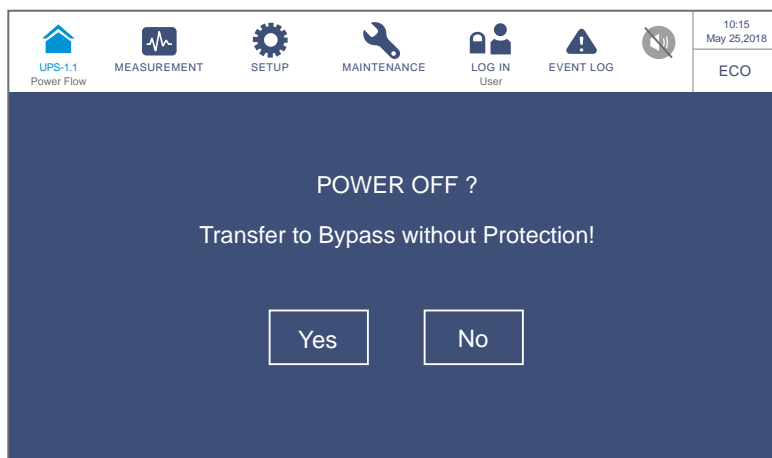 UPS-1.1
Power Flow
MEASUREMENT
SETUP
MAINTENANCE
LOG IN
User
EVENT LOG
10:15
May 25,2018
ECO
POWER OFF ?
Transfer to Bypass without Protection!
Yes
No